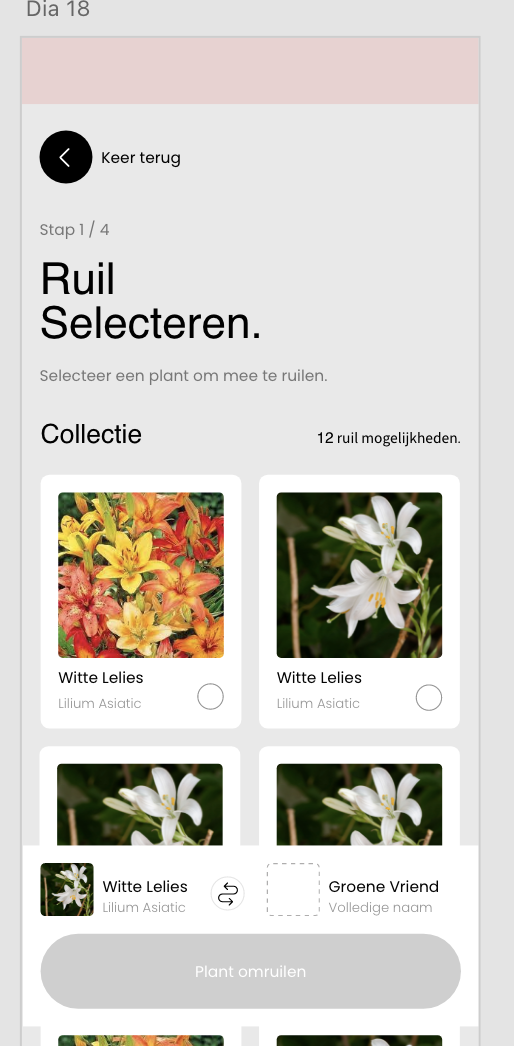 Dia 18
Keer terug
Stap 1 / 4
Ruil
Selecteren.
Selecteer een plant om mee te ruilen.
Collectie
12 ruil mogelijkheden.
Witte Lelies
Lilium Asiatic
Witte Lelies
Lilium Asiatic
Witte Lelies
Lilium Asiatic
Groene Vriend
Volledige naam
Plant omruilen